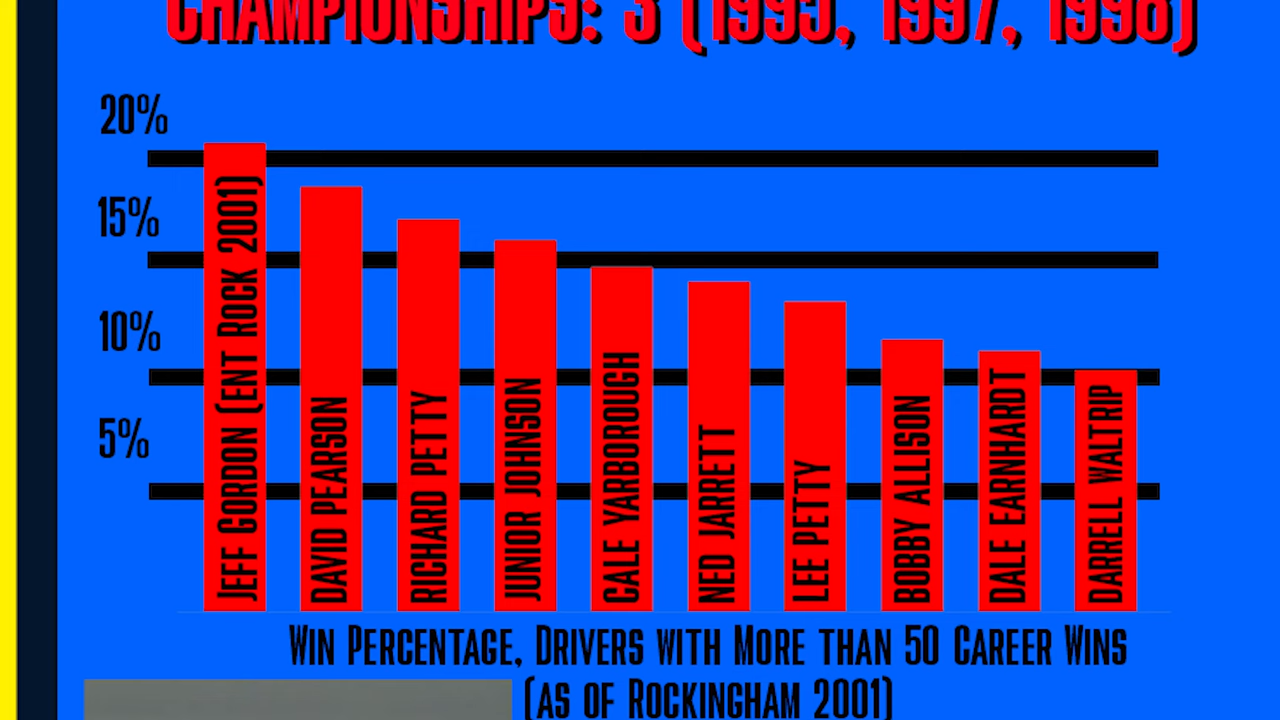 CHAMPIONSHIPS: 3 (1995, 1997, 1998)
20%
15%
10%
5%
JEFF GORDON (ENT ROCK 2001)
DAVID PEARSON
RICHARD PETTY
JUNIOR JOHNSON
CALE YARBOROUGH
NED JARRETT
LEE PETTY
BOBBY ALLISON
DALE EARNHARDT
DARRELL WALTRIP
WIN PERCENTAGE, DRIVERS WITH MORE THAN 50 CAREER WINS
(AS OF ROCKINGHAM 2001)